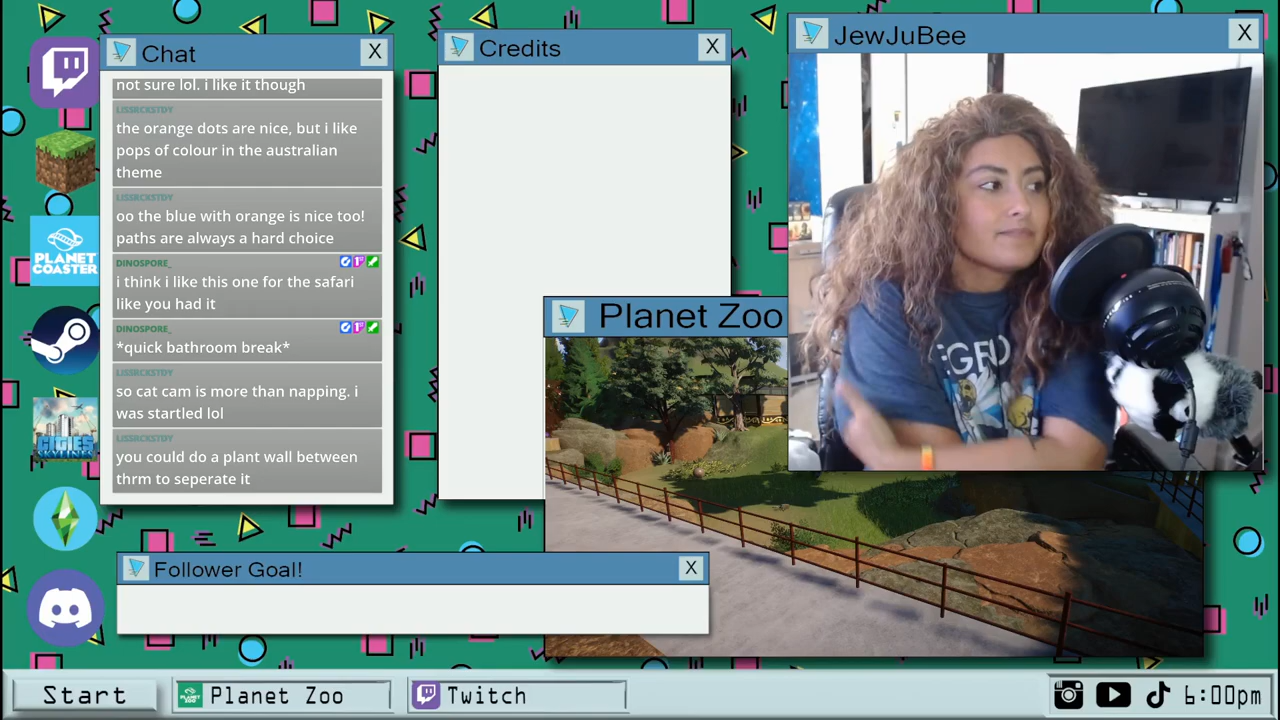 Chat
X
not sure lol. i like it though
LISSRCKSTDY
the orange dots are nice, but i like
pops of colour in the australian
theme
LISSRCKSTDY
oo the blue with orange is nice too!
paths are always a hard choice
DINOSPORE_
i think i like this one for the safari
like you had it
DINOSPORE_
*quick bathroom break*
LISSRCKSTDY
so cat cam is more than napping. i
was startled lol
LISSRCKSTDY
you could do a plant wall between
thrm to seperate it
Credits
X
JewJuBee
X
Planet Zoo
PLANET
COASTER
CITIES
Follower Goal!
X
Start
Planet Zoo
Twitch
6:00pm